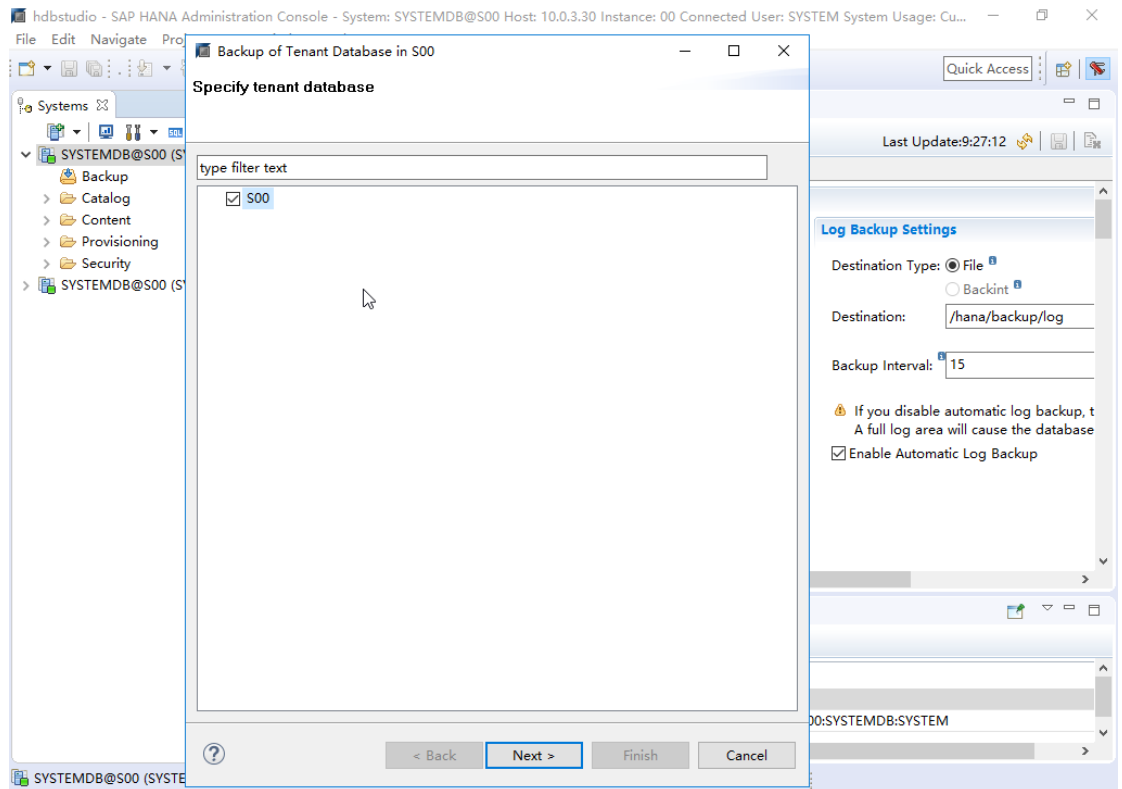 hdbstudio - SAP HANA Administration Console - System: SYSTEMDB@S00 Host: 10.0.3.30 Instance: 00 Connected User: SYSTEM System Usage: Cu...
File Edit Navigate Pro
Backup of Tenant Database in S00
Specify tenant database
Quick Access
Systems
SQL
Last Update:9:27:12
SYSTEMDB@S00 (SY
Backup
Catalog
Content
Provisioning
Security
SYSTEMDB@S00 (SY
type filter text
S00
Log Backup Settings
Destination Type: File
Backint
Destination: /hana/backup/log
Backup Interval: 15
If you disable automatic log backup, t
A full log area will cause the database
Enable Automatic Log Backup
00:SYSTEMDB:SYSTEM
< Back Next > Finish Cancel
SYSTEMDB@S00 (SYSTE